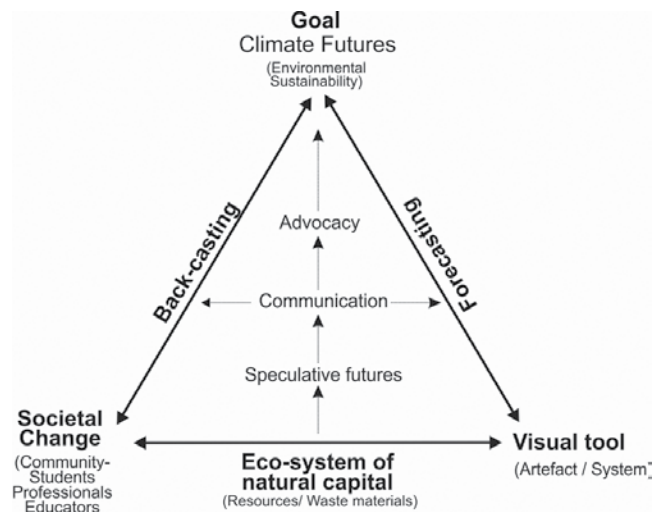 Goal
Climate Futures
(Environmental
Sustainability)
Back-casting
Forecasting
Advocacy
Communication
Speculative futures
Societal
Change
(Community-
Students
Professionals
Educators
Eco-system of
natural capital
(Resources/ Waste materials)
Visual tool
(Artefact / System)